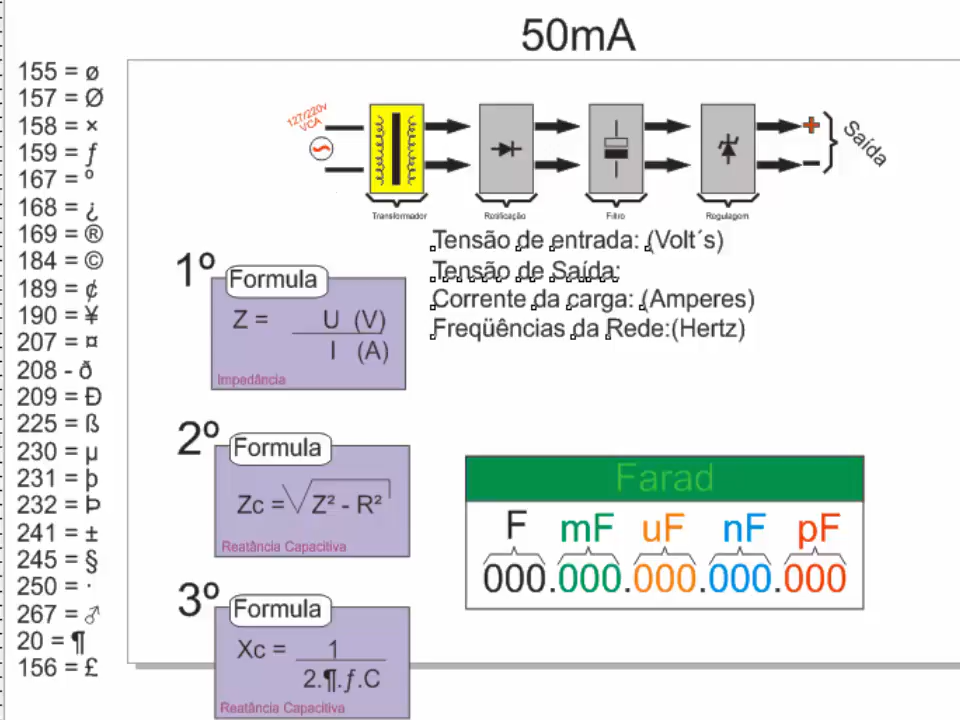 50mA
155 = ø
157 = Ø
158 = ×
159 = ƒ
167 = º
168 = ¿
169 = ®
184 = ©
189 = ¢
190 = ¥
207 = ¤
208 - ð
209 = Ð
225 = ß
230 = µ
231 = þ
232 = Þ
241 = ±
245 = §
250 = ·
267 = ♂
20 = ¶
156 = £
127/220v
VCA
+
-
Saída
Transformador
Retificação
Filtro
Regulagem
Tensão de entrada: (Volt´s)
Tensão de Saída:
Corrente da carga: (Amperes)
Freqüências da Rede:(Hertz)
1º
Formula
Z = U (V)
I (A)
Impedância
2º
Formula
Zc = √Z² - R²
Reatância Capacitiva
3º
Formula
Xc = 1
2.¶.ƒ.C
Reatância Capacitiva
Farad
F mF uF nF pF
000.000.000.000.000